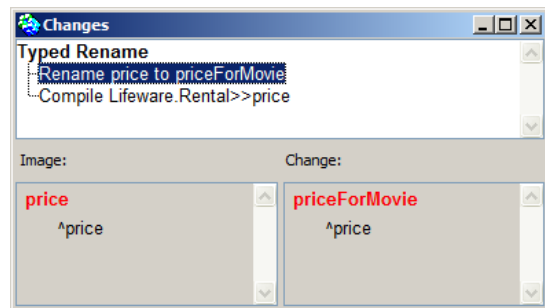 Changes
Typed Rename
Rename price to priceForMovie
Compile Lifeware.Rental>>price
Image:
Change:
price
^price
priceForMovie
^price